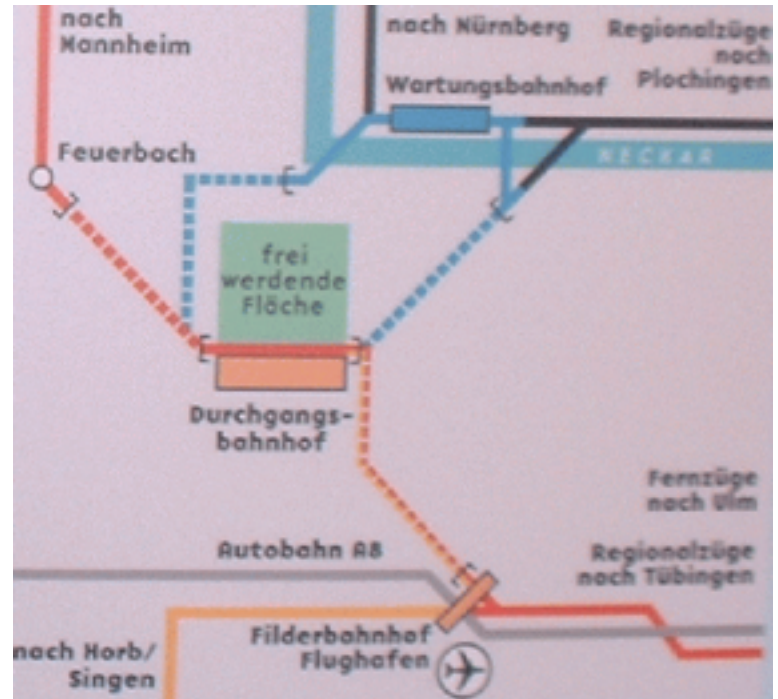 nach
Mannheim
nach Nürnberg
Regionalzüge
nach
Plochingen
Wartungsbahnhof
Feuerbach
NECKAR
frei
werdende
Fläche
Durchgangs-
bahnhof
Fernzüge
nach Ulm
Autobahn A8
Regionalzüge
nach Tübingen
nach Horb/
Singen
Filderbahnhof
Flughafen